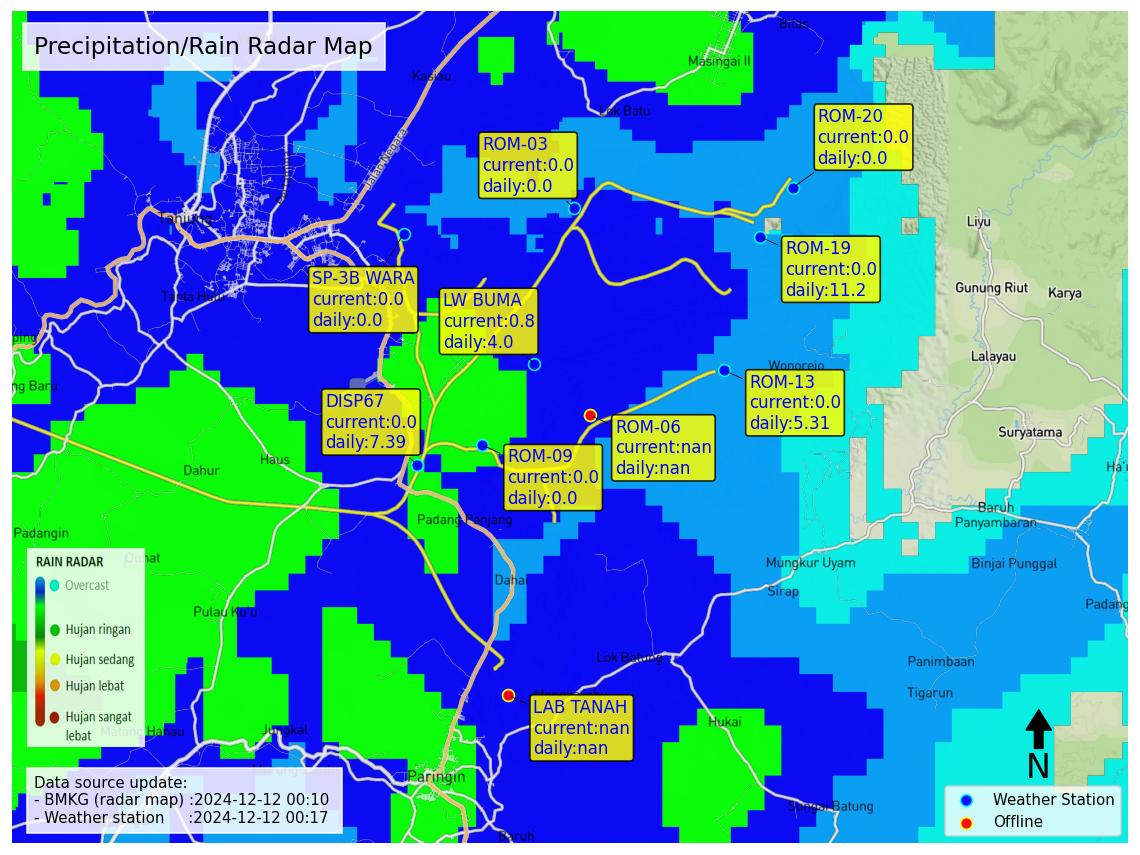 Precipitation/Rain Radar Map
Bilas
Masingai II
Kasiau
Lok Batu
Jalan Negara
ROM-20
current:0.0
daily:0.0
ROM-03
current:0.0
daily:0.0
Tanjung
Liyu
ROM-19
current:0.0
daily:11.2
SP-3B WARA
current:0.0
daily:0.0
LW BUMA
current:0.8
daily:4.0
Gunung Riut
Karya
Lalayau
Wonorejo
ROM-13
current:0.0
daily:5.31
ng Baru
DISP67
current:0.0
daily:7.39
ROM-06
current:nan
daily:nan
Suryatama
ROM-09
current:0.0
daily:0.0
Haus
Dahur
Padang Panjang
Baruh
Panyambaran
Padangin
Mungkur Uyam
Binjai Punggal
Dahai
Sirap
Padang
Pulau Ku'u
RAIN RADAR
Overcast
Hujan ringan
Hujan sedang
Hujan lebat
Hujan sangat
lebat
Lok Batung
Panimbaan
Tigarun
LAB TANAH
current:nan
daily:nan
Hukai
Matang Hanau
Jungkal
Paringin
Sungai Batung
Baruh
N
Data source update:
- BMKG (radar map) :2024-12-12 00:10
- Weather station :2024-12-12 00:17
Weather Station
Offline